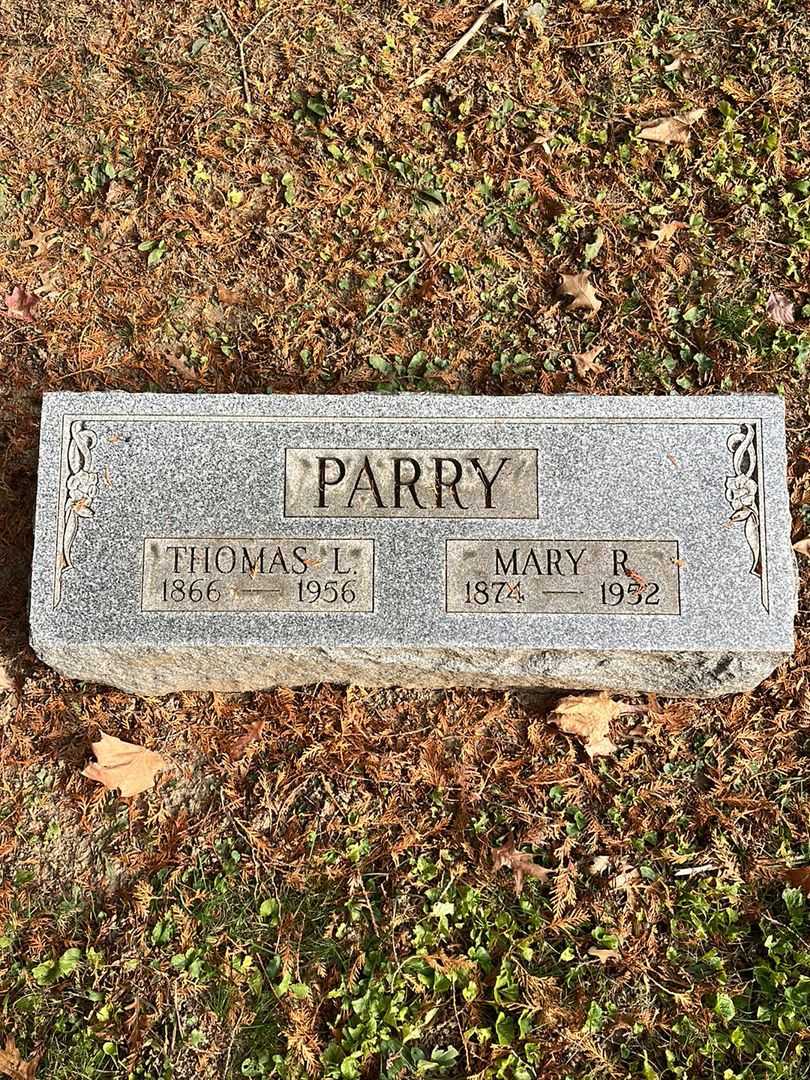 PARRY
THOMAS L.
1866 — 1956
MARY R.
1874 — 1952